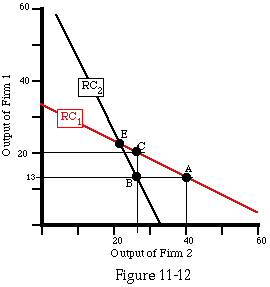 60
40
20
13
Output of Firm 1
RC2
RC1
E
C
B
A
20
40
60
Output of Firm 2
Figure 11-12